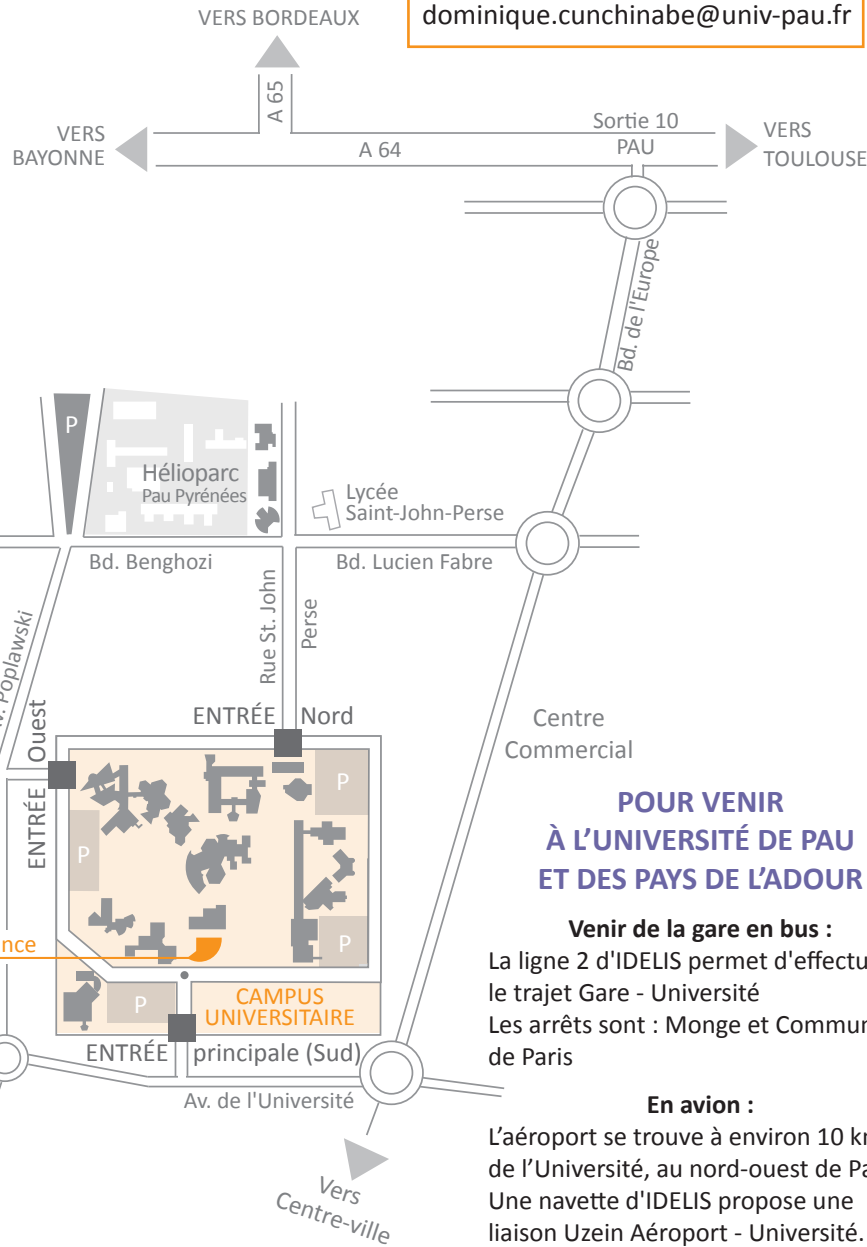 dominique.cunchinabe@univ-pau.fr
VERS BORDEAUX
A 65
VERS
BAYONNE
A 64
Sortie 10
PAU
VERS
TOULOUSE
Bd. de l'Europe
P
Hélioparc
Pau Pyrénées
Lycée
Saint-John-Perse
Bd. Benghozi
Bd. Lucien Fabre
Rue St. John
Perse
Poplawski
ENTRÉE Nord
ENTRÉE Ouest
P
P
P
P
CAMPUS
UNIVERSITAIRE
ENTRÉE principale (Sud)
Av. de l'Université
Vers
Centre-ville
Centre
Commercial
POUR VENIR
À L'UNIVERSITÉ DE PAU
ET DES PAYS DE L'ADOUR
Venir de la gare en bus :
La ligne 2 d'IDELIS permet d'effectu
le trajet Gare - Université
Les arrêts sont : Monge et Commun
de Paris
En avion :
L'aéroport se trouve à environ 10 km
de l'Université, au nord-ouest de Pa
Une navette d'IDELIS propose une
liaison Uzein Aéroport - Université.